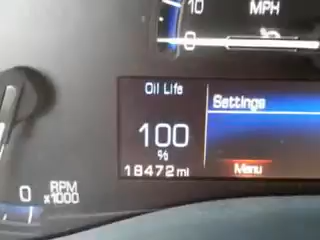 10 MPH
0
Oil Life
Settings
100
%
18472 mi
Menu
0 RPM
x1000